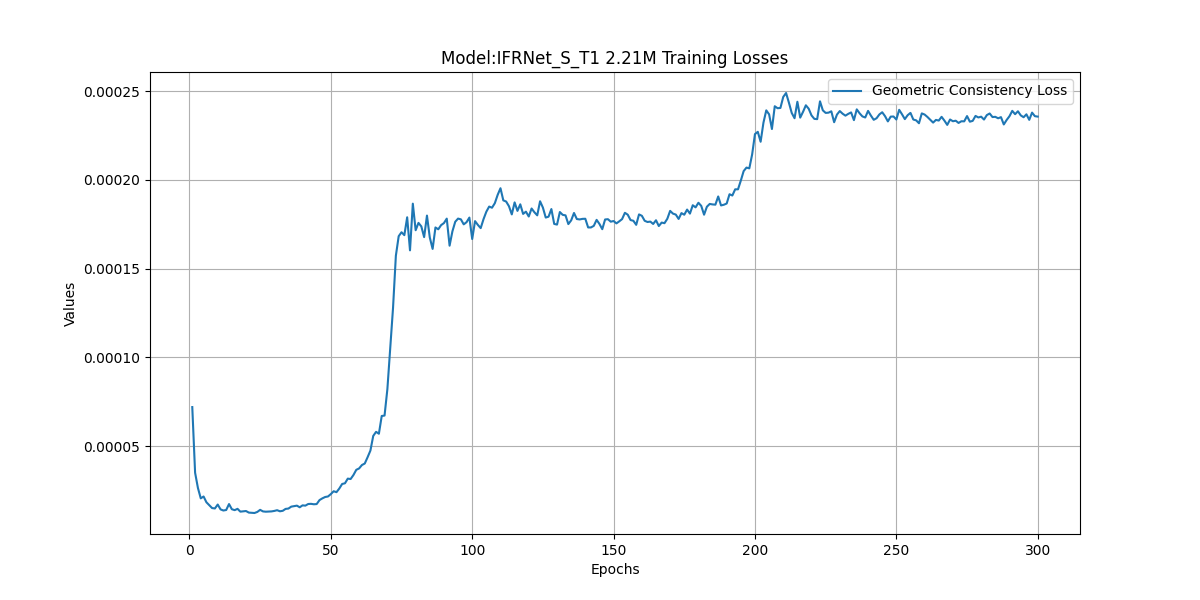 Model:IFRNet_S_T1 2.21M Training Losses
Geometric Consistency Loss
0.00025
0.00020
0.00015
0.00010
0.00005
Values
0 50 100 150 200 250 300
Epochs